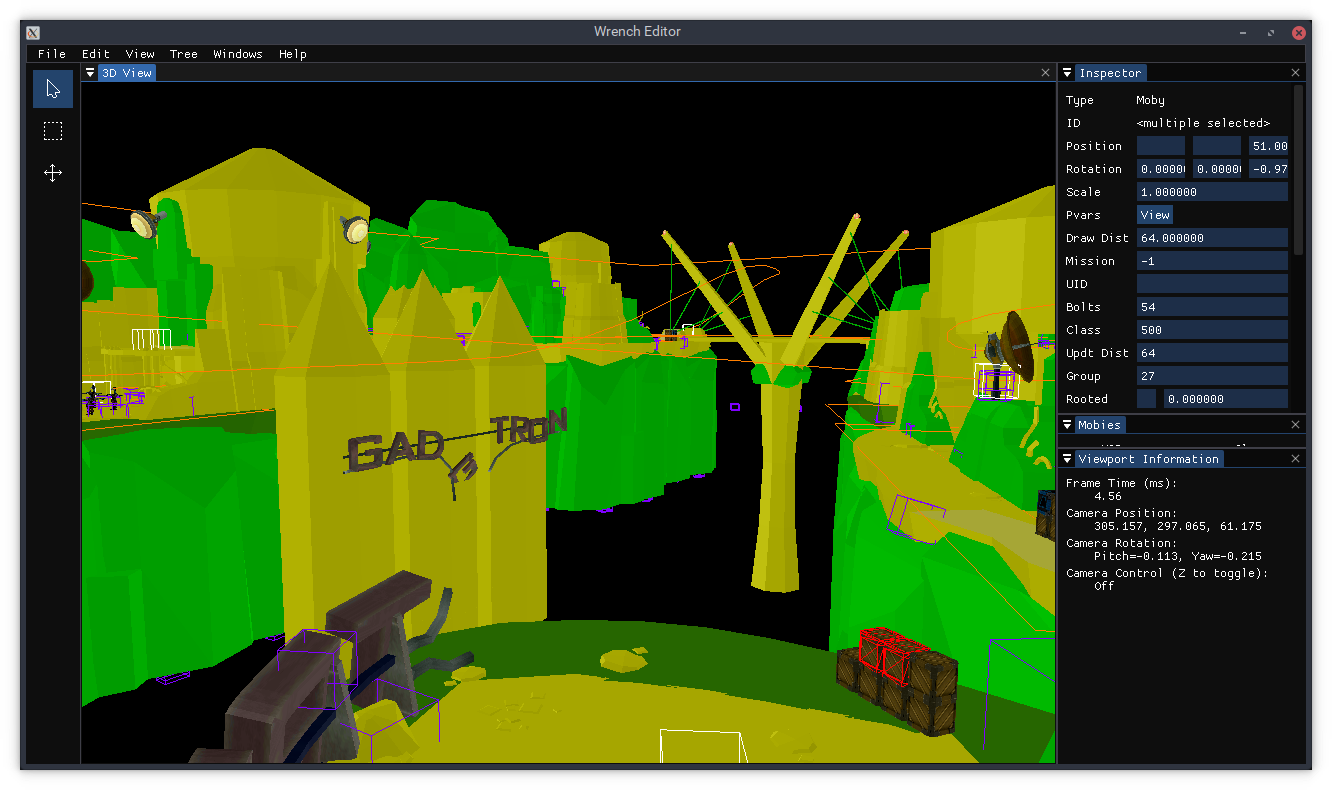 Wrench Editor
File Edit View Tree Windows Help
3D View
GAD TRON
Inspector
Type Moby
ID <multiple selected>
Position 51.00
Rotation 0.0000 0.0000 -0.97
Scale 1.000000
Pvars View
Draw Dist 64.000000
Mission -1
UID
Bolts 54
Class 500
Updt Dist 64
Group 27
Rooted 0.000000
Mobies
Viewport Information
Frame Time (ms):
4.56
Camera Position:
305.157, 297.065, 61.175
Camera Rotation:
Pitch=-0.113, Yaw=-0.215
Camera Control (Z to toggle):
Off